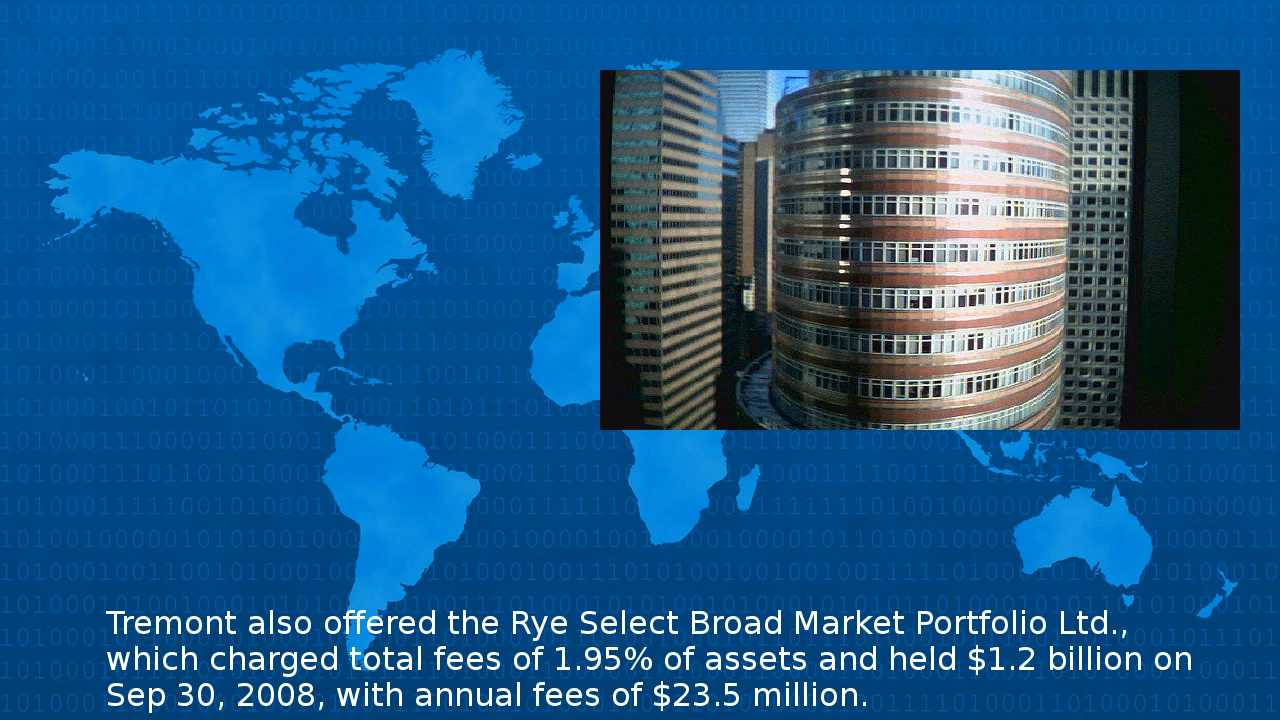 Tremont also offered the Rye Select Broad Market Portfolio Ltd.,
which charged total fees of 1.95% of assets and held $1.2 billion on
Sep 30, 2008, with annual fees of $23.5 million.